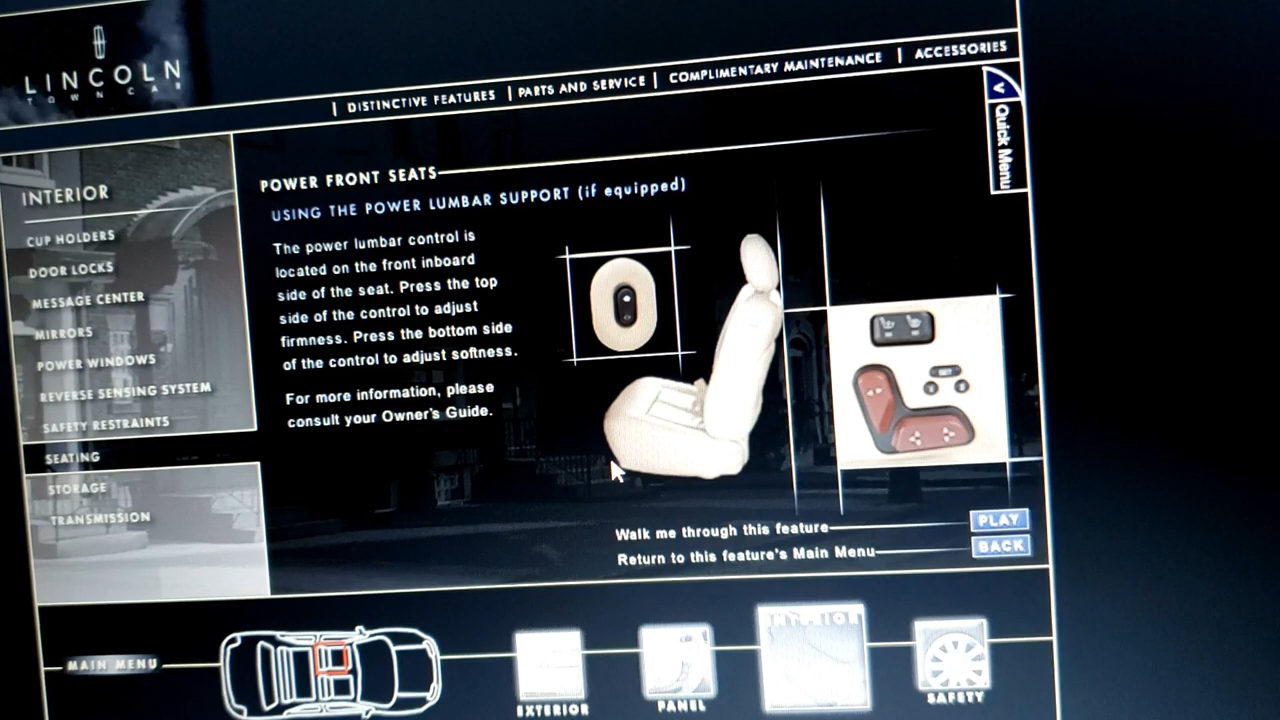 LINCOLN
TOWN CAR
| DISTINCTIVE FEATURES | PARTS AND SERVICE | COMPLIMENTARY MAINTENANCE | ACCESSORIES
< Quick Menu
INTERIOR
CUP HOLDERS
DOOR LOCKS
MESSAGE CENTER
MIRRORS
POWER WINDOWS
REVERSE SENSING SYSTEM
SAFETY RESTRAINTS
SEATING
STORAGE
TRANSMISSION
POWER FRONT SEATS
USING THE POWER LUMBAR SUPPORT (if equipped)
The power lumbar control is
located on the front inboard
side of the seat. Press the top
side of the control to adjust
firmness. Press the bottom side
of the control to adjust softness.
For more information, please
consult your Owner's Guide.
SET
Walk me through this feature
PLAY
Return to this feature's Main Menu
BACK
MAIN MENU
EXTERIOR
PANEL
INTERIOR
SAFETY